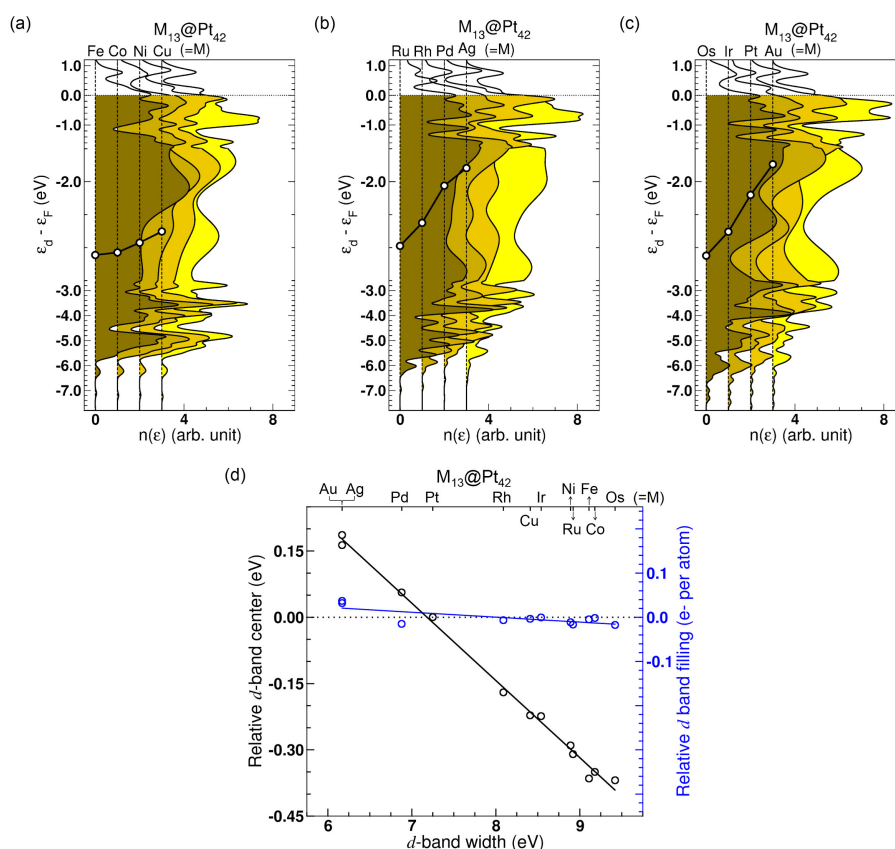 (a)
M13@Pt42
Fe Co Ni Cu (=M)
1.0
0.0
-1.0
-2.0
-3.0
-4.0
-5.0
-6.0
-7.0
εd - εF (eV)
0 4 8
n(ε) (arb. unit)
(b)
M13@Pt42
Ru Rh Pd Ag (=M)
1.0
0.0
-1.0
-2.0
-3.0
-4.0
-5.0
-6.0
-7.0
εd - εF (eV)
0 4 8
n(ε) (arb. unit)
(c)
M13@Pt42
Os Ir Pt Au (=M)
1.0
0.0
-1.0
-2.0
-3.0
-4.0
-5.0
-6.0
-7.0
εd - εF (eV)
0 4 8
n(ε) (arb. unit)
(d)
M13@Pt42
Au Ag Pd Pt Rh Ir Ni Fe Os (=M)
Cu Ru Co
0.15
0.00
-0.15
-0.30
-0.45
Relative d-band center (eV)
0.1
0.0
-0.1
Relative d band filling (e- per atom)
6 7 8 9
d-band width (eV)